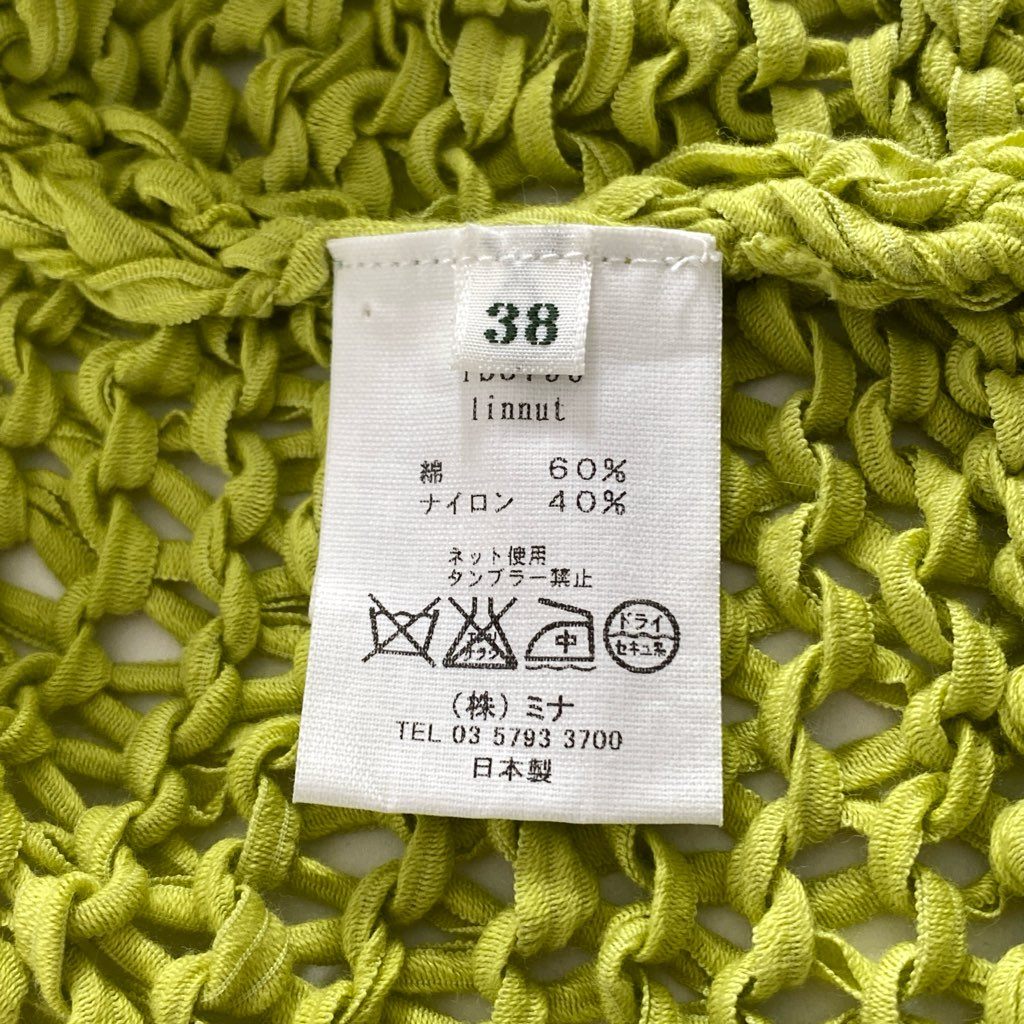 38
linnut
綿 60%
ナイロン 40%
ネット使用
タンブラー禁止
中
ドライ
セキュ系
(株)ミナ
TEL 03 5793 3700
日本製